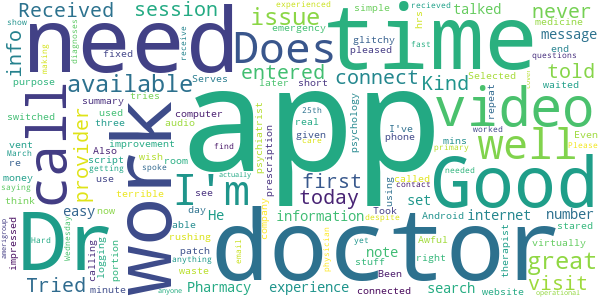 need
time
app
doctor
Good
video
work
Dr
call
Does
well
I'm
great
visit
available
connect
issue
entered
session
Received
Kind
never
told
first
today
provider
info
Tried
easy
experience
information
Pharmacy
internet
number
search
set
note
talked
message
end
medicine
questions
waited
repeat
mins
hrs
simple
recieved
experienced
emergency
glitchy
pleased
fast
later
short
Selected
show
making
diagnoses
fixed
receive
purpose
Serves
summary
tries
computer
switched
used
three
audio
vent
March
Also
improvement
script
wish
room
psychiatrist
prescription
25th
real
given
find
care
I've
phone
psychology
worked
primary
needed
Even
Please
re
getting
money
use
spoke
actually
see
saying
think
terrible
He
day
able
rushing
patch
anything
waste
email
company
physician
despite
yet
stuff
Been
connected
Took
using
called
contact
Android
right
Awful
therapist
virtually
stared
website
operational
anyone
minute
calling
logging
portion
now
Wednesday
Hard
impressed
amerigroup